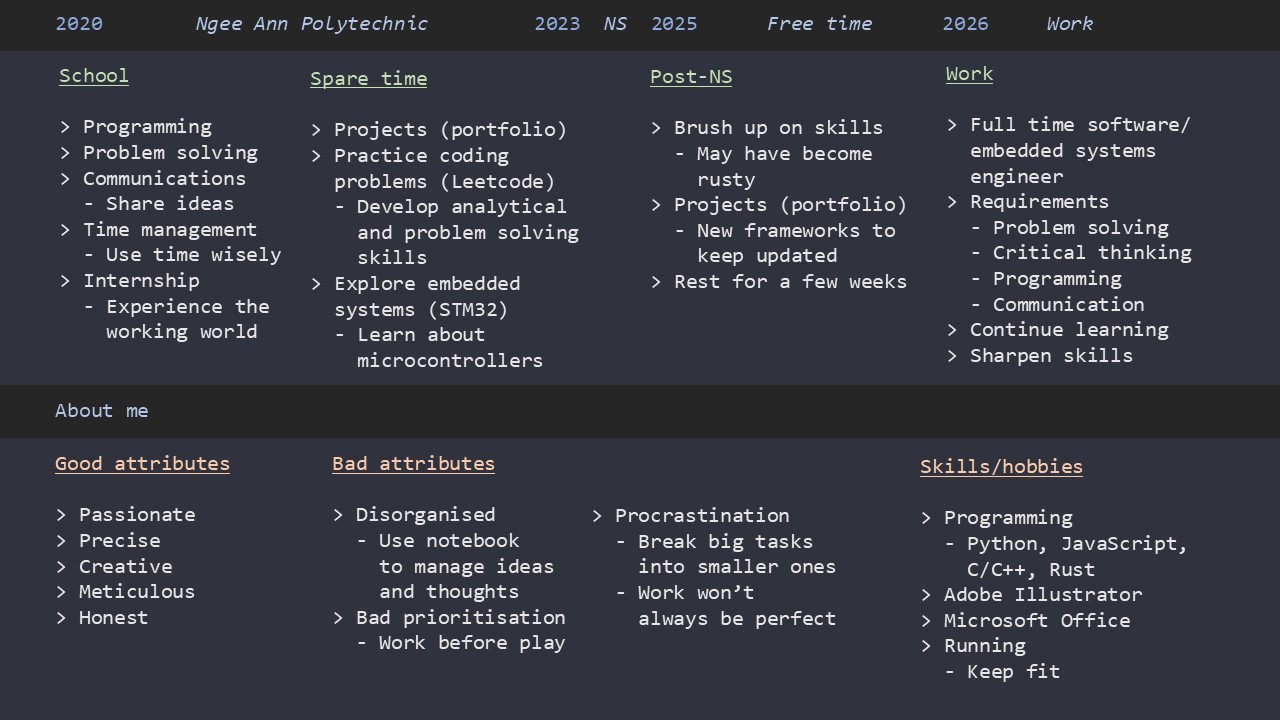 2020 Ngee Ann Polytechnic 2023 NS 2025 Free time 2026 Work
School
> Programming
> Problem solving
> Communications
- Share ideas
> Time management
- Use time wisely
> Internship
- Experience the
working world
Spare time
> Projects (portfolio)
> Practice coding
problems (Leetcode)
- Develop analytical
and problem solving
skills
> Explore embedded
systems (STM32)
- Learn about
microcontrollers
Post-NS
> Brush up on skills
- May have become
rusty
> Projects (portfolio)
- New frameworks to
keep updated
> Rest for a few weeks
Work
> Full time software/
embedded systems
engineer
> Requirements
- Problem solving
- Critical thinking
- Programming
- Communication
> Continue learning
> Sharpen skills
About me
Good attributes
> Passionate
> Precise
> Creative
> Meticulous
> Honest
Bad attributes
> Disorganised
- Use notebook
to manage ideas
and thoughts
> Bad prioritisation
- Work before play
> Procrastination
- Break big tasks
into smaller ones
- Work won’t
always be perfect
Skills/hobbies
> Programming
- Python, JavaScript,
C/C++, Rust
> Adobe Illustrator
> Microsoft Office
> Running
- Keep fit